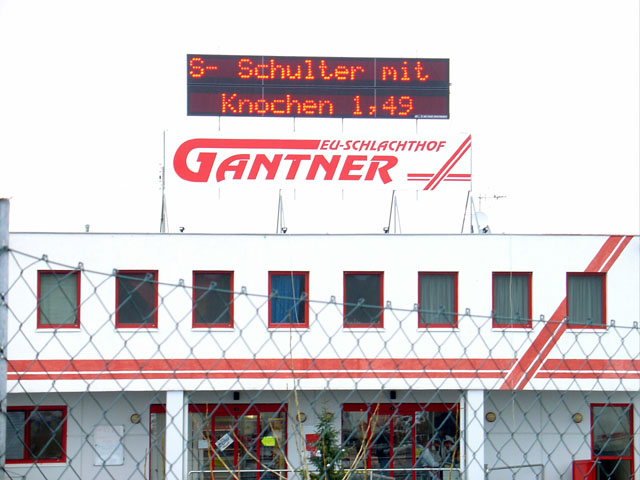 S- Schulter mit
Knochen 1,49
EU-SCHLACHTHOF
GANTNER